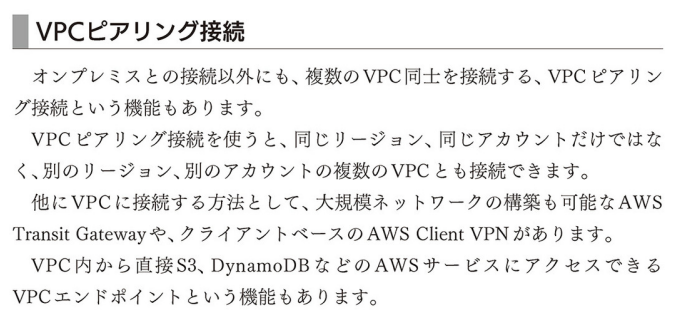 VPCピアリング接続
オンプレミスとの接続以外にも、複数のVPC同士を接続する、VPCピアリン
グ接続という機能もあります。
VPCピアリング接続を使うと、同じリージョン、同じアカウントだけではな
く、別のリージョン、別のアカウントの複数のVPCとも接続できます。
他にVPCに接続する方法として、大規模ネットワークの構築も可能なAWS
Transit Gatewayや、クライアントベースのAWS Client VPNがあります。
VPC内から直接S3、DynamoDBなどのAWSサービスにアクセスできる
VPCエンドポイントという機能もあります。